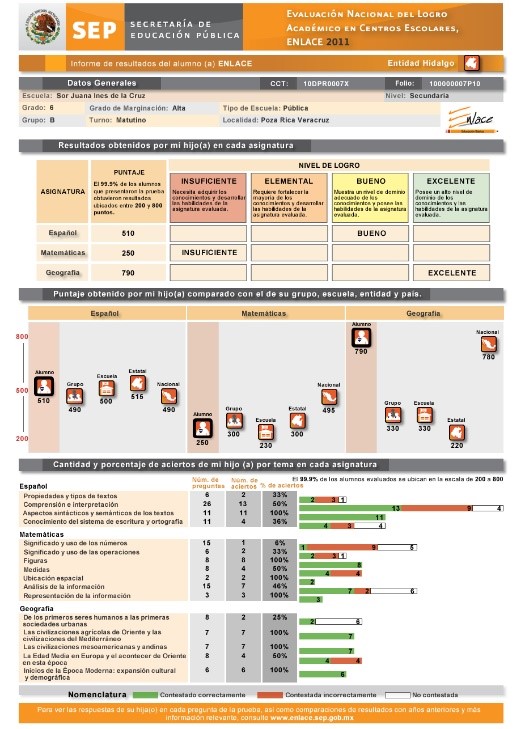 SEP
SECRETARÍA DE
EDUCACIÓN PÚBLICA
EVALUACIÓN NACIONAL DEL LOGRO
ACADÉMICO EN CENTROS ESCOLARES,
ENLACE 2011
Informe de resultados del alumno (a) ENLACE
Entidad Hidalgo
Datos Generales
CCT: 10DPR0007X
Folio: 100000007P10
Escuela: Sor Juana Ines de la Cruz
Nivel: Secundaria
Grado: 6
Grado de Marginación: Alta
Tipo de Escuela: Pública
Grupo: B
Turno: Matutino
Localidad: Poza Rica Veracruz
Enlace
Resultados obtenidos por mi hijo(a) en cada asignatura
ASIGNATURA
PUNTAJE
El 99.9% de los alumnos
que presentaron la prueba
obtuvieron resultados
ubicados entre 200 y 800
puntos.
NIVEL DE LOGRO
INSUFICIENTE
Necesita adquirir los
conocimientos y desarrollar
las habilidades de la
asignatura evaluada.
ELEMENTAL
Requiere fortalecer la
mayoría de los
conocimientos y desarrollar
las habilidades de la
asignatura evaluada.
BUENO
Muestra un nivel de dominio
adecuado de los
conocimientos y posee las
habilidades de la
asignatura evaluada.
EXCELENTE
Posee un alto nivel de
dominio de los
conocimientos y las
habilidades de la
asignatura evaluada.
Español 510 BUENO
Matemáticas 250 INSUFICIENTE
Geografia 790 EXCELENTE
Puntaje obtenido por mi hijo(a) comparado con el de su grupo, escuela, entidad y país.
Español Matemáticas Geografia
800
500
200
Alumno
510
Grupo
490
Escuela
500
Estatal
515
Nacional
490
Alumno
250
Grupo
300
Escuela
230
Estatal
300
Nacional
495
Alumno
790
Grupo
330
Escuela
330
Estatal
220
Nacional
780
Cantidad y porcentaje de aciertos de mi hijo (a) por tema en cada asignatura
Núm. de preguntas
Núm. de aciertos
% de aciertos
El 99.9% de los alumnos evaluados se ubican en la escala de 200 a 800
Español
Propiedades y tipos de textos 6 2 33% 2 3 1
Comprensión e interpretación 26 13 50% 13 9 4
Aspectos sintácticos y semánticos de los textos 11 11 100% 11
Conocimiento del sistema de escritura y ortografía 11 4 36% 4 3 4
Matemáticas
Significado y uso de los números 15 1 6% 1 9 5
Significado y uso de las operaciones 6 2 33% 2 3 1
Figuras 8 8 100% 8
Medidas 8 4 50% 4 4
Ubicación espacial 2 2 100% 2
Análisis de la información 15 7 46% 7 2 6
Representación de la información 3 3 100% 3
Geografia
De los primeros seres humanos a las primeras
sociedades urbanas 8 2 25% 2 6
Las civilizaciones agrícolas de Oriente y las
civilizaciones del Mediterráneo 7 7 100% 7
Las civilizaciones mesoamericanas y andinas 7 7 100% 7
La Edad Media en Europa y el acontecer de Oriente
en esta época 8 4 50% 4 4
Inicios de la Época Moderna: expansión cultural
y demográfica 6 6 100% 6
Nomenclatura Contestado correctamente Contestado incorrectamente No contestada
Para ver las respuestas de su hija(o) en cada pregunta de la prueba, así como comparaciones de resultados con años anteriores y más
información relevante, consulte www.enlace.sep.gob.mx